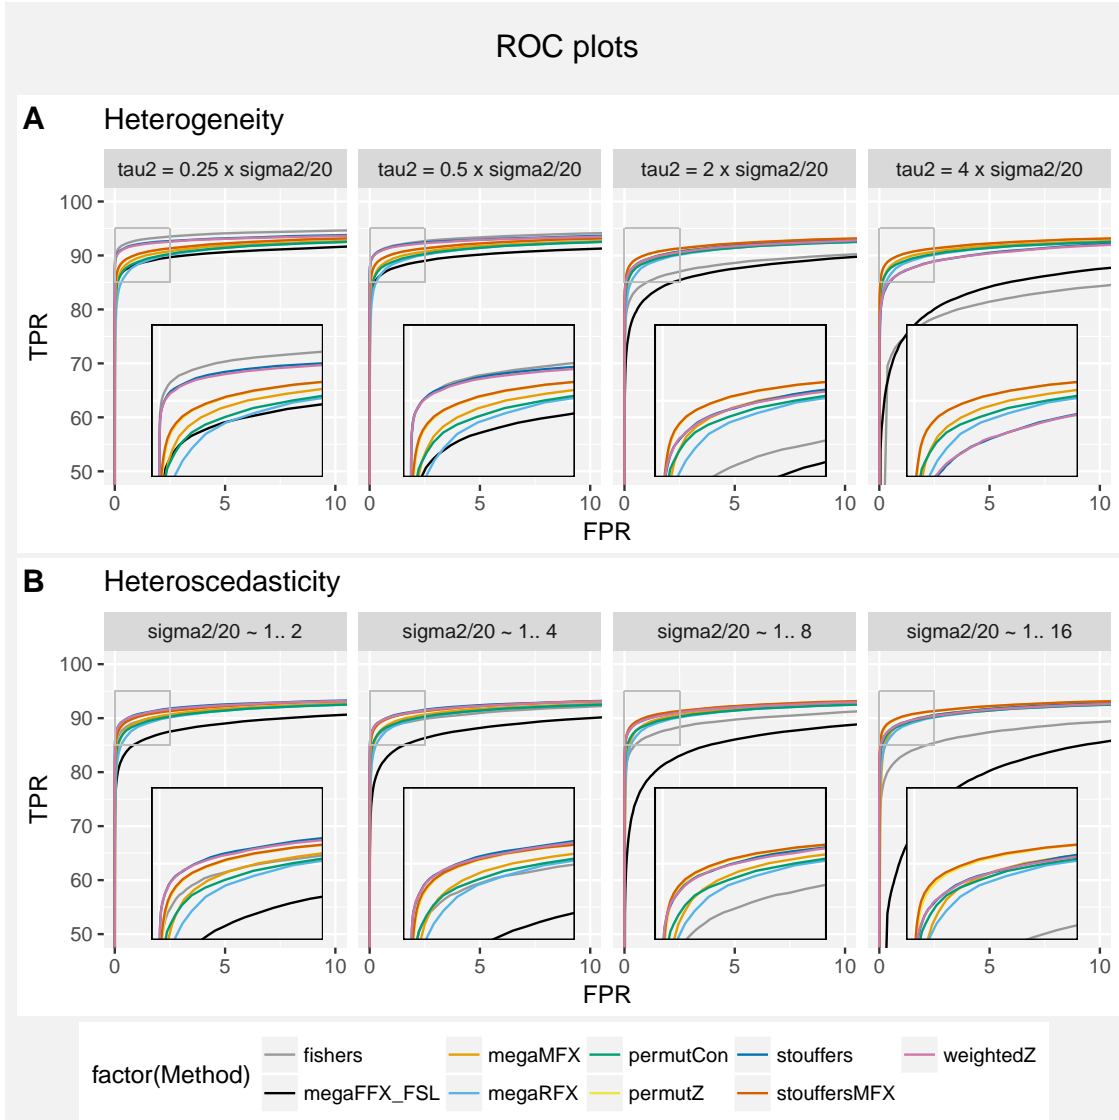 ROC plots
A Heterogeneity
tau2 = 0.25 x sigma2/20 tau2 = 0.5 x sigma2/20 tau2 = 2 x sigma2/20 tau2 = 4 x sigma2/20
100
90
80
70
60
50
TPR
0 5 10 0 5 10 0 5 10 0 5 10
FPR
B Heteroscedasticity
sigma2/20 ~ 1.. 2 sigma2/20 ~ 1.. 4 sigma2/20 ~ 1.. 8 sigma2/20 ~ 1.. 16
100
90
80
70
60
50
TPR
0 5 10 0 5 10 0 5 10 0 5 10
FPR
factor(Method)
fishers megaMFX permutCon stouffers weightedZ
megaFFX_FSL megaRFX permutZ stouffersMFX